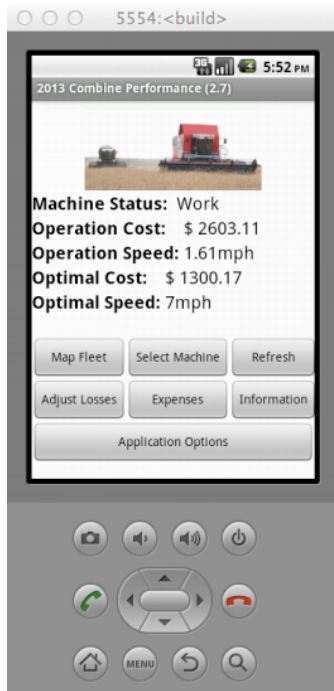 5554:<build>
3G 5:52 PM
2013 Combine Performance (2.7)
Machine Status: Work
Operation Cost: $ 2603.11
Operation Speed: 1.61mph
Optimal Cost: $ 1300.17
Optimal Speed: 7mph
Map Fleet Select Machine Refresh
Adjust Losses Expenses Information
Application Options
MENU